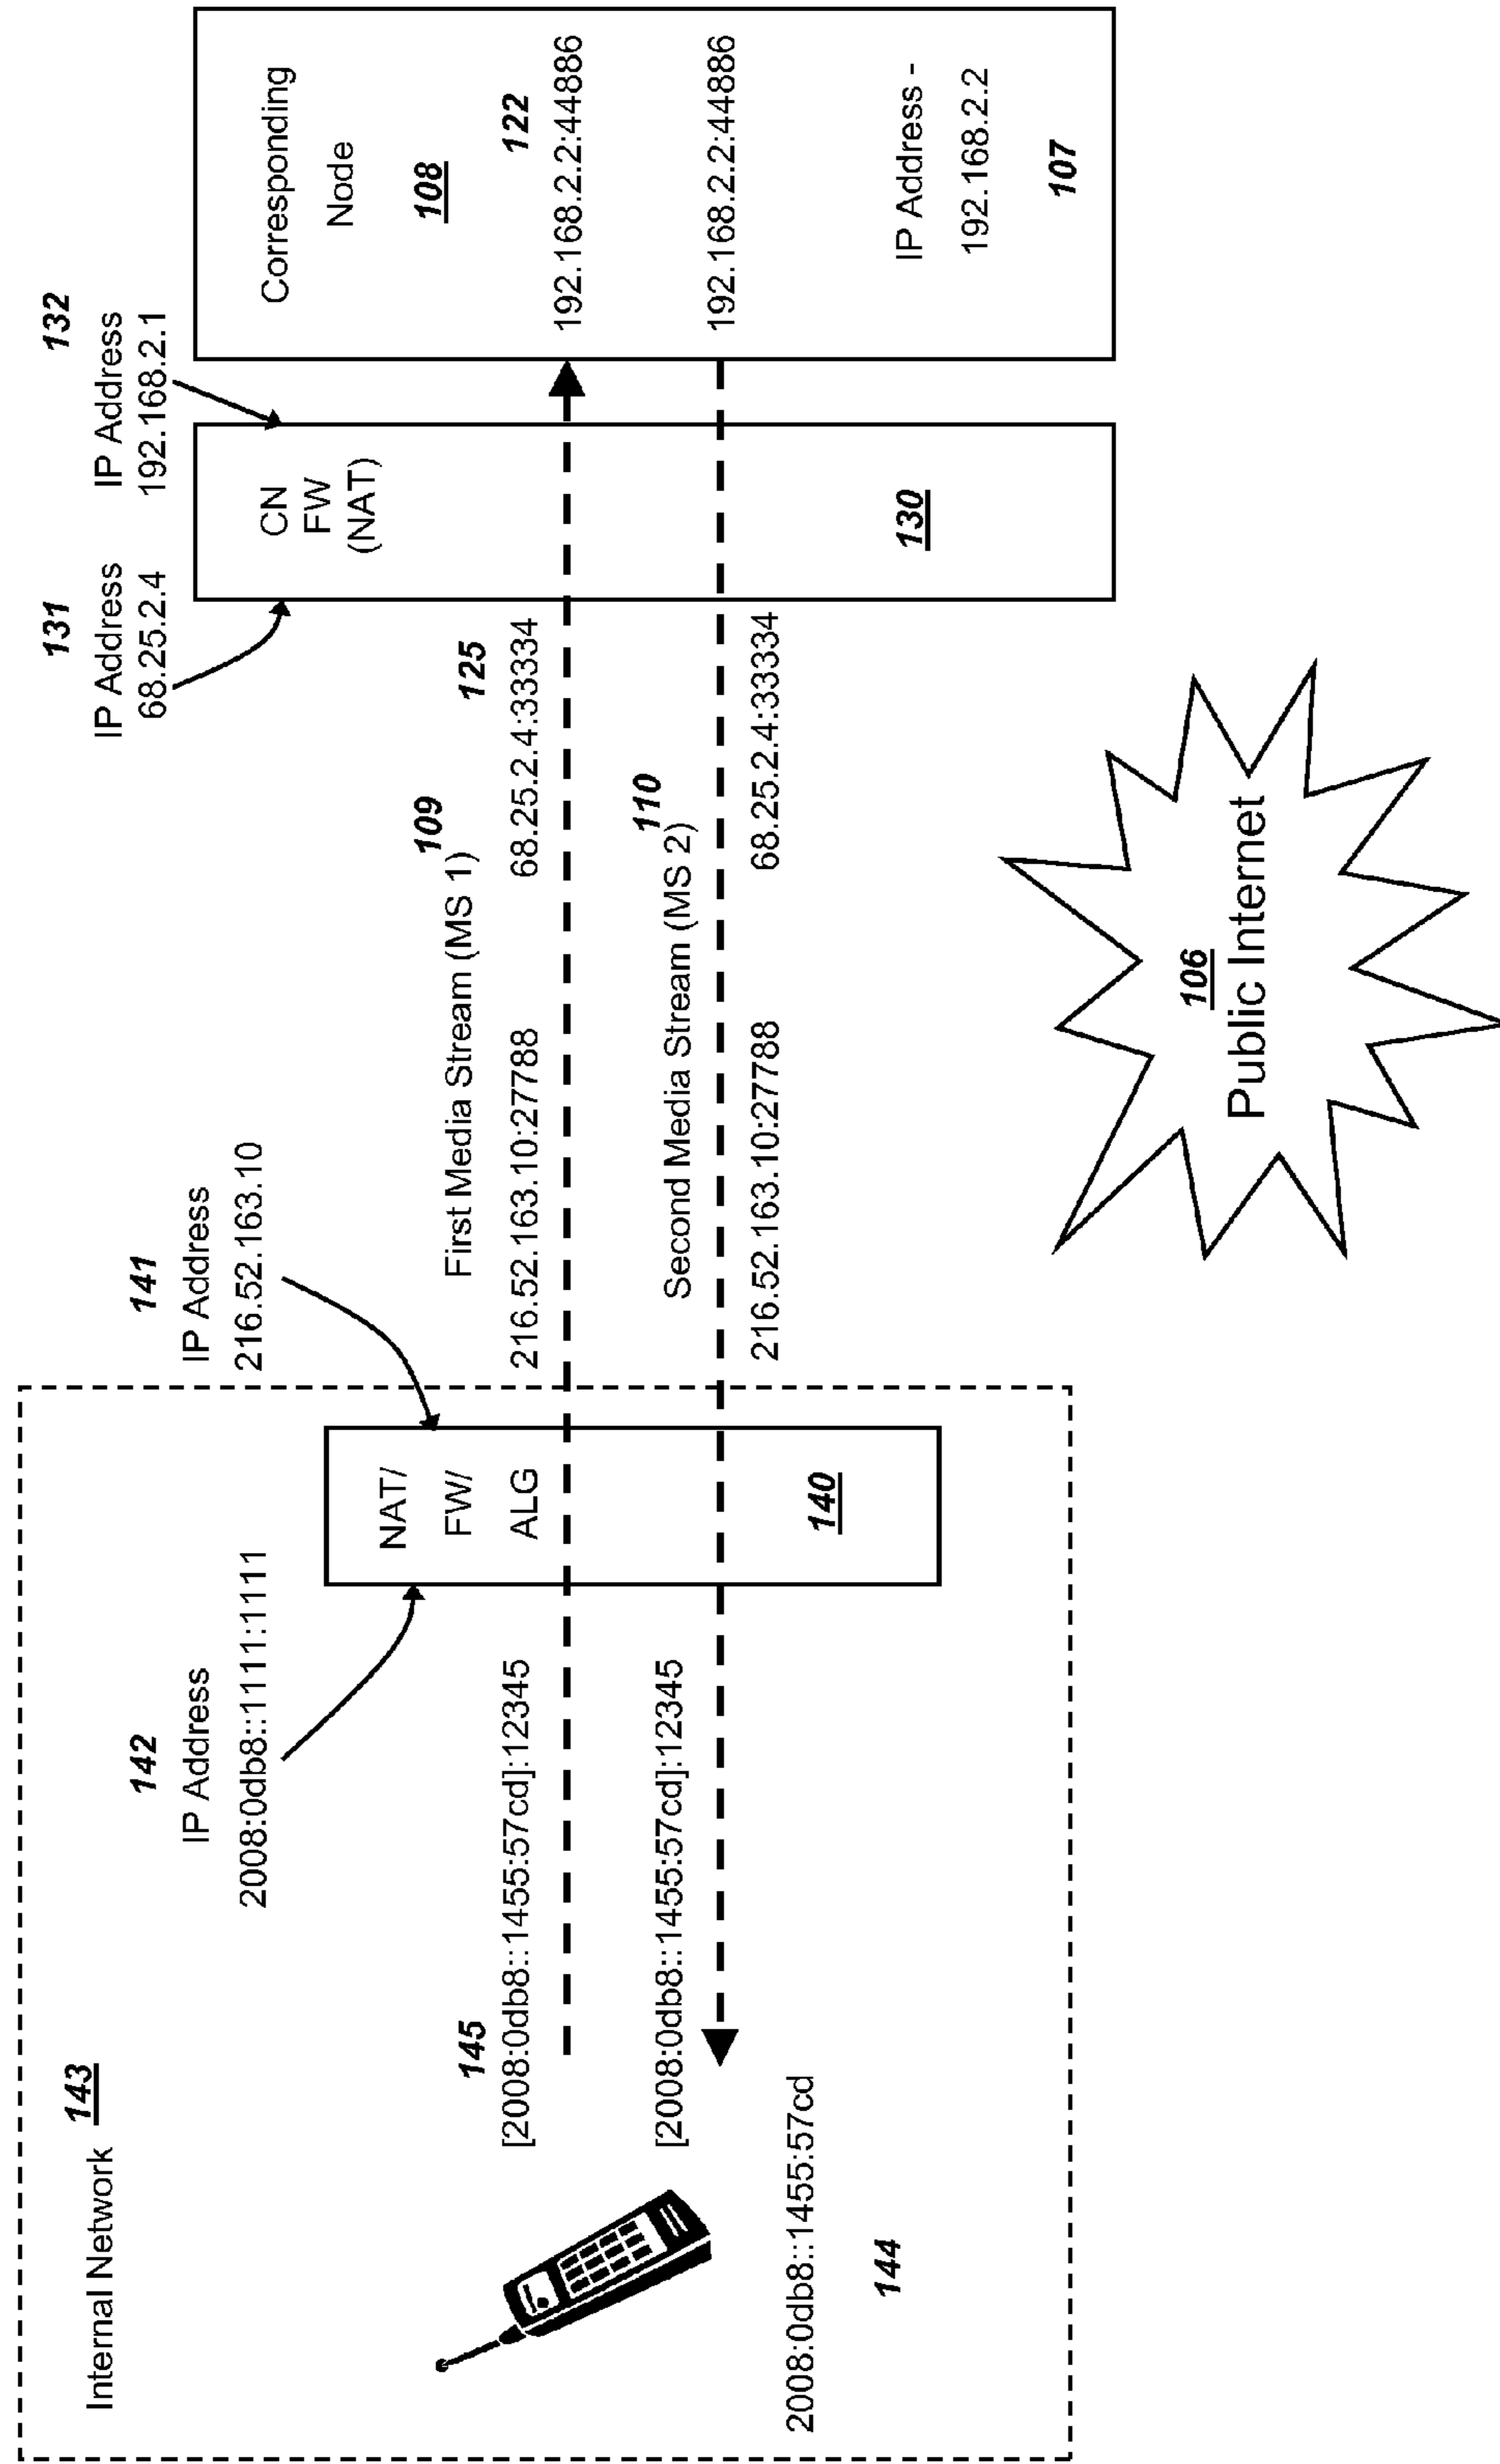 Internal Network 143
142
IP Address
2008:0db8::1111:1111
141
IP Address
216.52.163.10
131
IP Address
68.25.2.4
132
IP Address
192.168.2.1
NAT/
FW/
ALG
140
CN
FW
(NAT)
130
Corresponding
Node
108
122
192.168.2.2:44886
192.168.2.2:44886
IP Address -
192.168.2.2
107
145
[2008:0db8::1455:57cd]:12345
[2008:0db8::1455:57cd]:12345
2008:0db8::1455:57cd
144
109
First Media Stream (MS 1)
125
216.52.163.10:27788
68.25.2.4:33334
110
Second Media Stream (MS 2)
216.52.163.10:27788
68.25.2.4:33334
106
Public Internet